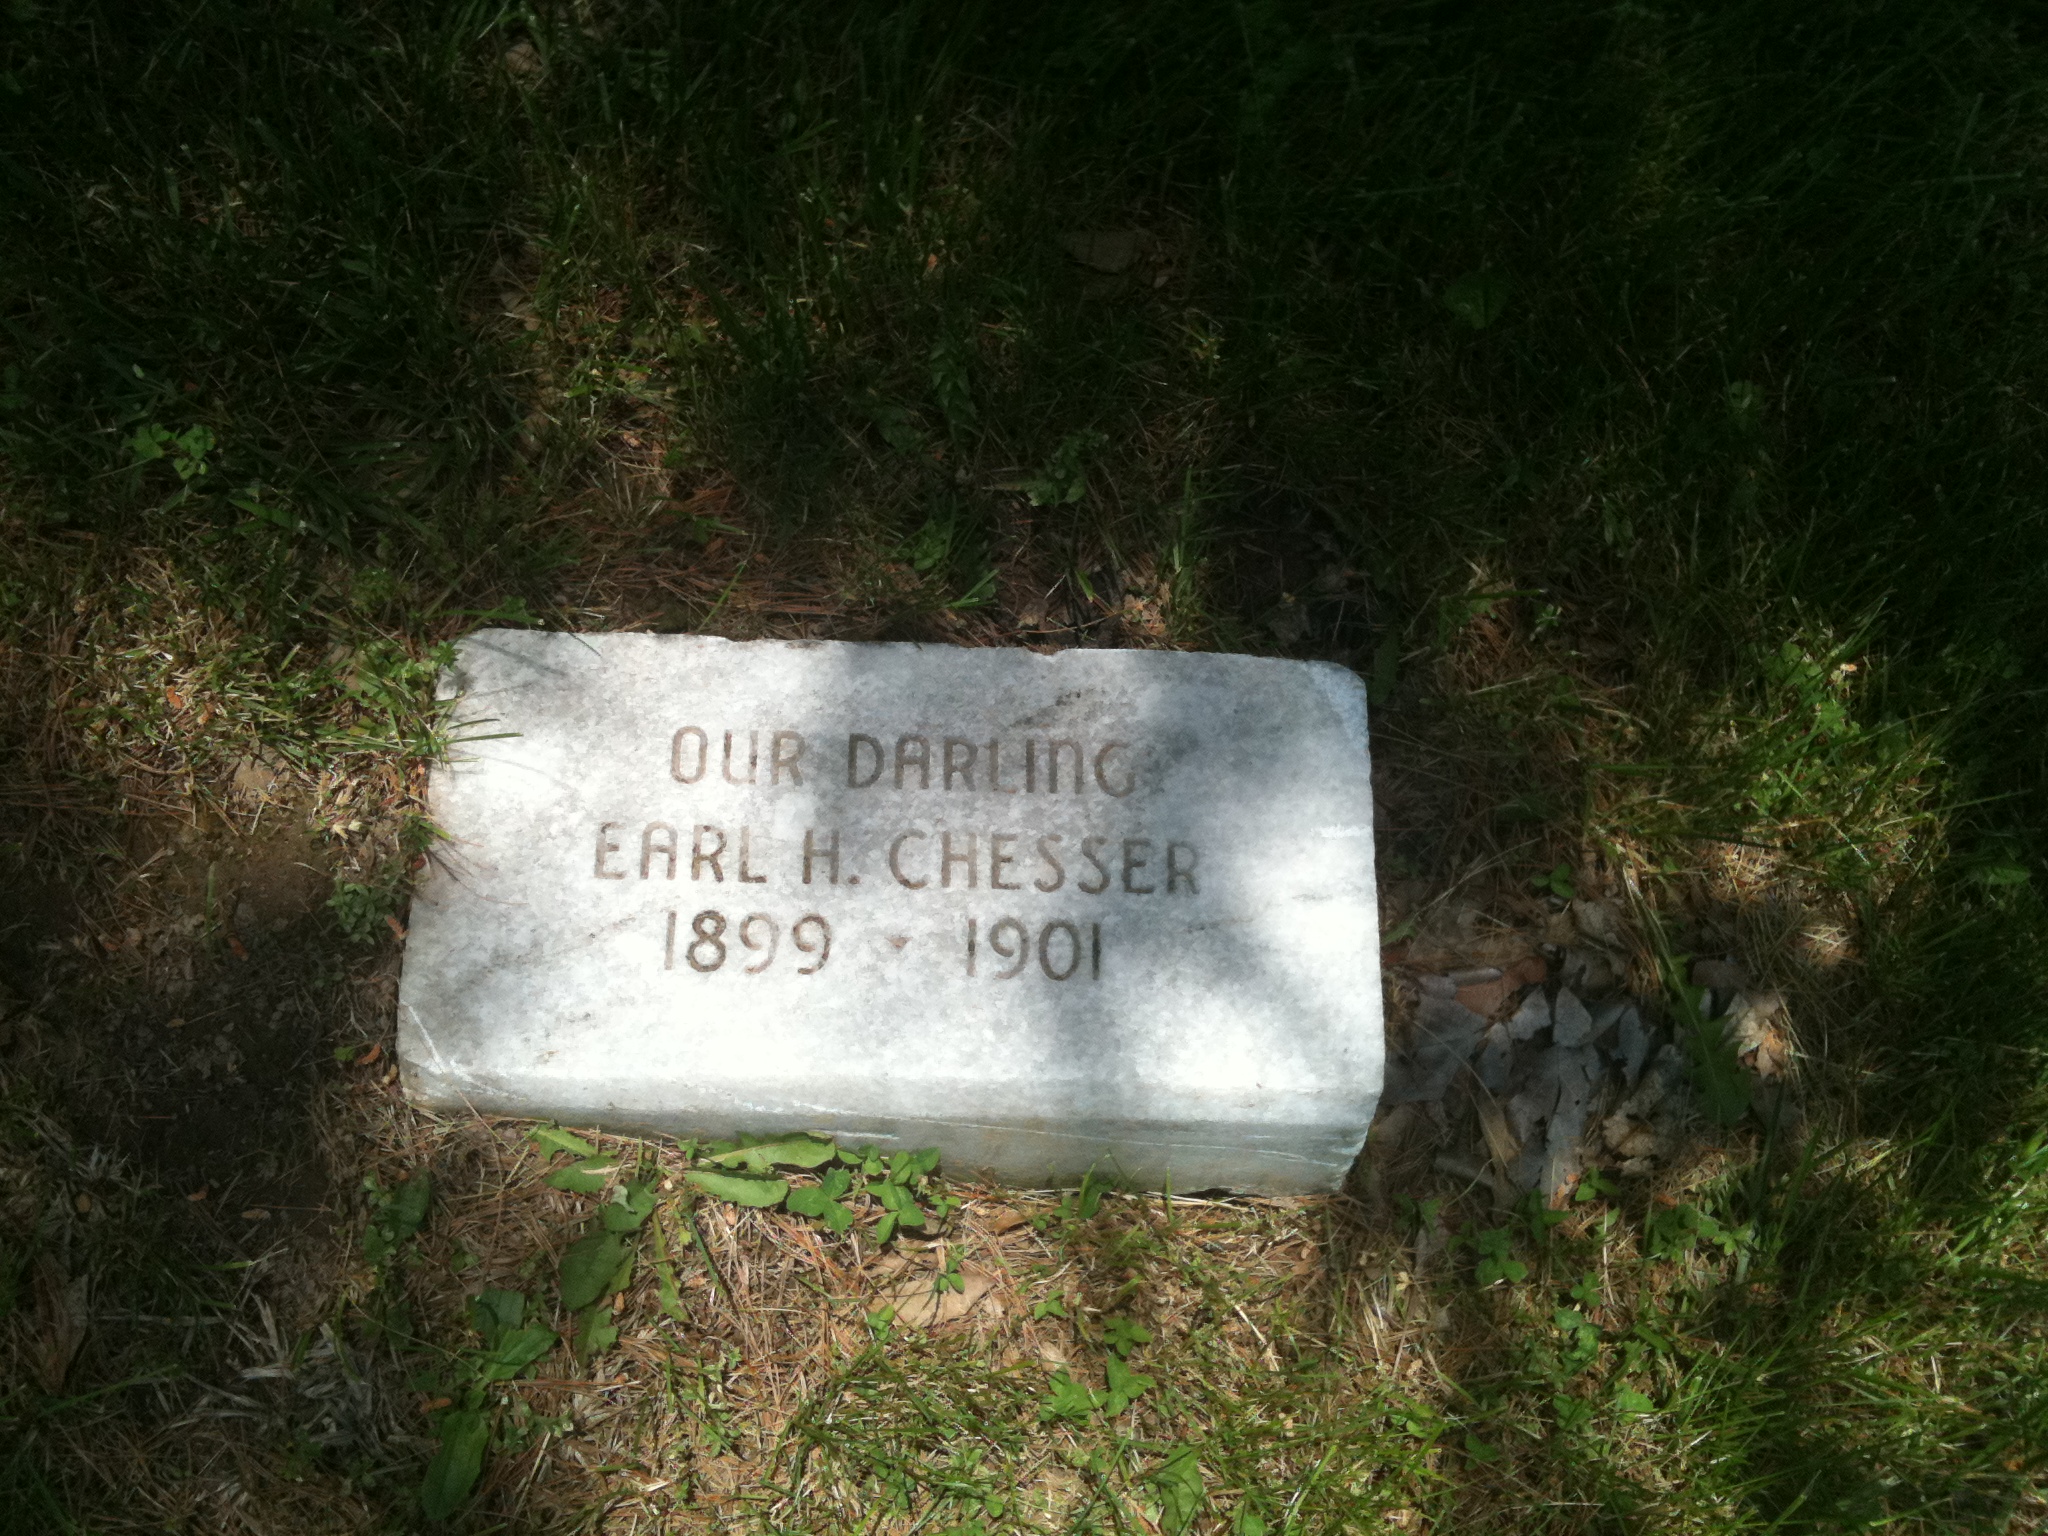 OUR DARLING
EARL H. CHESSER
1899 - 1901